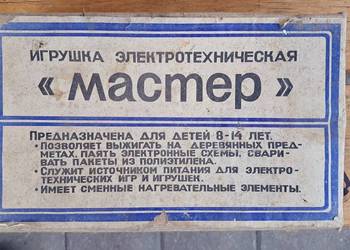 ИГРУШКА ЭЛЕКТРОТЕХНИЧЕСКАЯ
« мастер »
ПРЕДНАЗНАЧЕНА ДЛЯ ДЕТЕЙ 8-14 ЛЕТ.
• ПОЗВОЛЯЕТ ВЫЖИГАТЬ НА ДЕРЕВЯННЫХ ПРЕД-
МЕТАХ, ПАЯТЬ ЭЛЕКТРОННЫЕ СХЕМЫ, СВАРИ-
ВАТЬ ПАКЕТЫ ИЗ ПОЛИЭТИЛЕНА.
• СЛУЖИТ ИСТОЧНИКОМ ПИТАНИЯ ДЛЯ ЭЛЕКТРО-
ТЕХНИЧЕСКИХ ИГР И ИГРУШЕК.
• ИМЕЕТ СМЕННЫЕ НАГРЕВАТЕЛЬНЫЕ ЭЛЕМЕНТЫ.